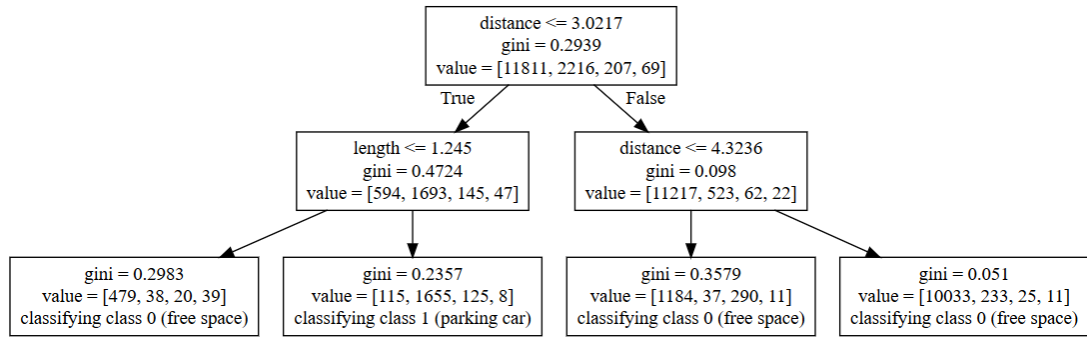 distance <= 3.0217
gini = 0.2939
value = [11811, 2216, 207, 69]
True
False
length <= 1.245
gini = 0.4724
value = [594, 1693, 145, 47]
distance <= 4.3236
gini = 0.098
value = [11217, 523, 62, 22]
gini = 0.2983
value = [479, 38, 20, 39]
classifying class 0 (free space)
gini = 0.2357
value = [115, 1655, 125, 8]
classifying class 1 (parking car)
gini = 0.3579
value = [1184, 37, 290, 11]
classifying class 0 (free space)
gini = 0.051
value = [10033, 233, 25, 11]
classifying class 0 (free space)